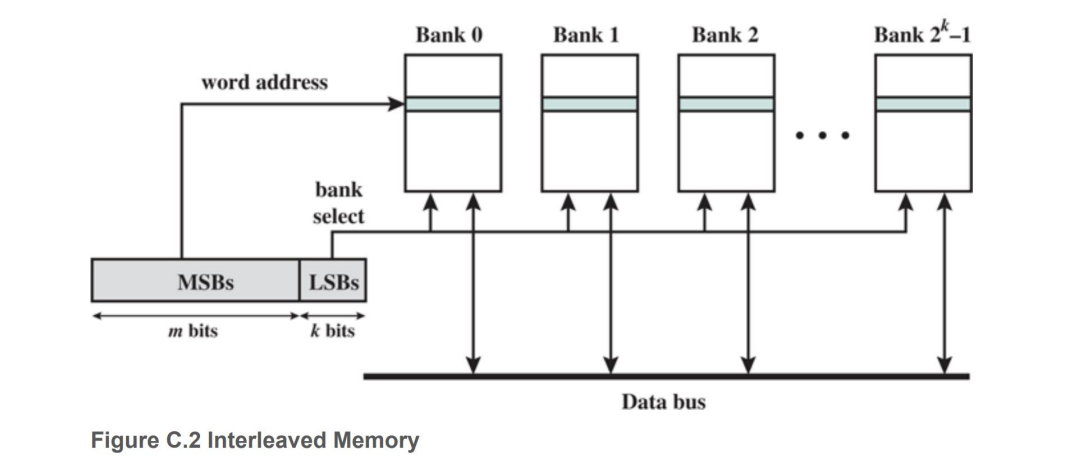 Bank 0 Bank 1 Bank 2 Bank 2^k–1
word address
bank
select
MSBs LSBs
m bits k bits
Data bus
Figure C.2 Interleaved Memory